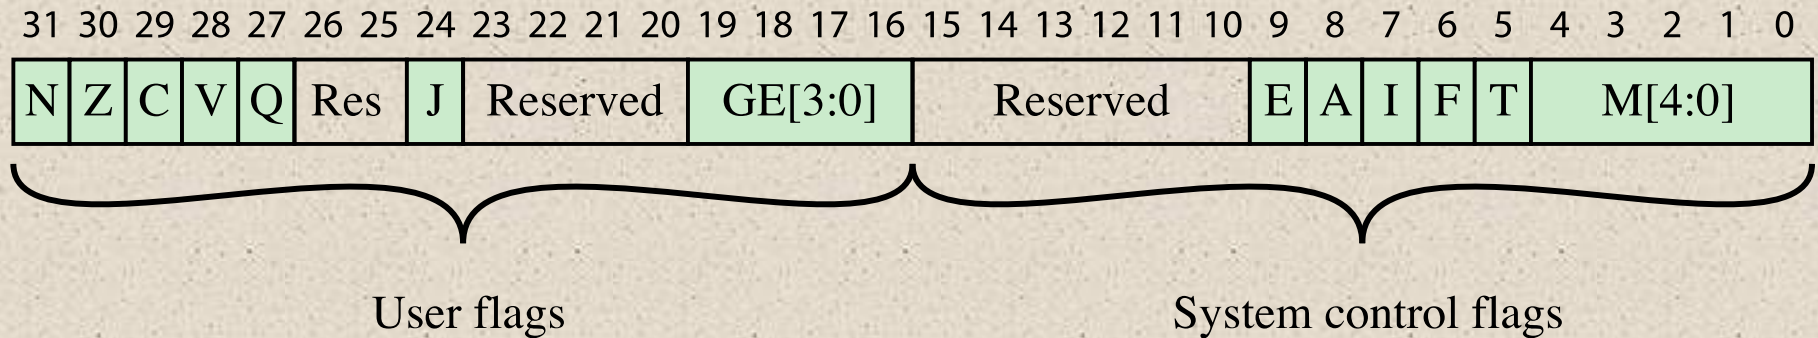 31 30 29 28 27 26 25 24 23 22 21 20 19 18 17 16 15 14 13 12 11 10 9 8 7 6 5 4 3 2 1 0
N Z C V Q Res J Reserved GE[3:0] Reserved E A I F T M[4:0]
User flags System control flags